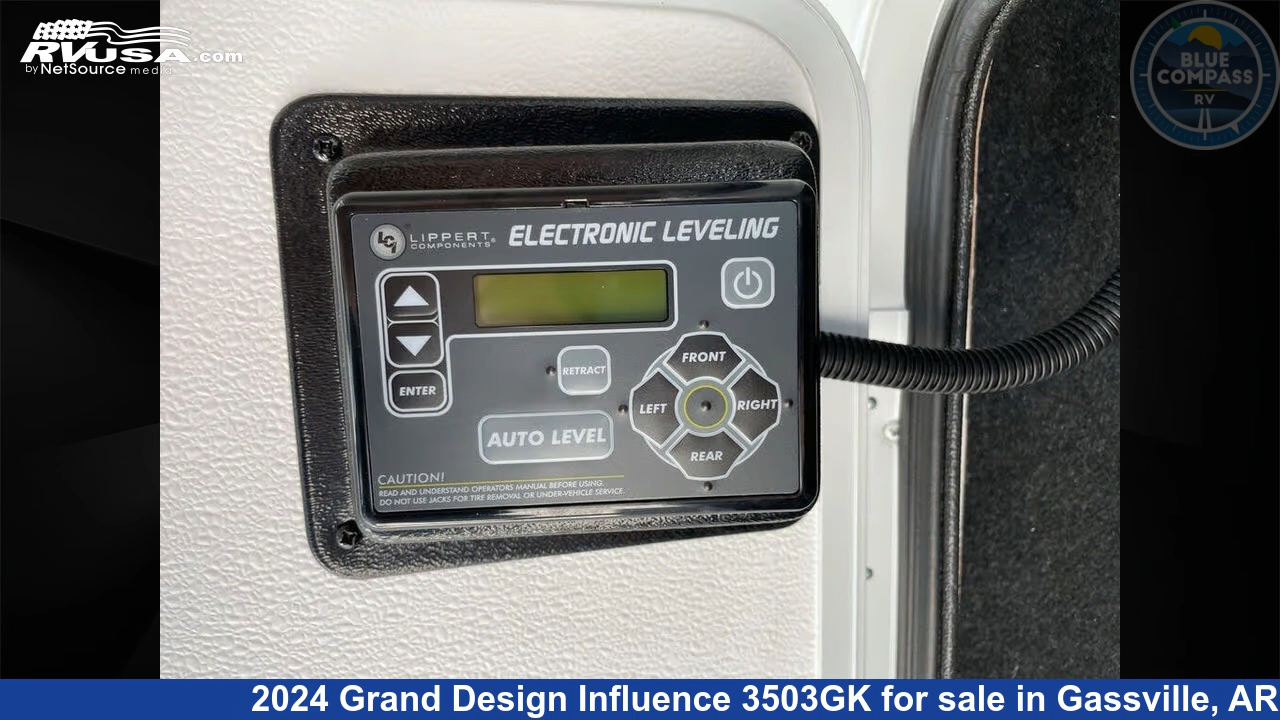 RVUSA.com
by NetSource media
BLUE
COMPASS
RV
LCI LIPPERT COMPONENTS® ELECTRONIC LEVELING
ENTER
RETRACT
AUTO LEVEL
FRONT
LEFT
RIGHT
REAR
CAUTION!
READ AND UNDERSTAND OPERATORS MANUAL BEFORE USING.
DO NOT USE JACKS FOR TIRE REMOVAL OR UNDER-VEHICLE SERVICE.
2024 Grand Design Influence 3503GK for sale in Gassville, AR